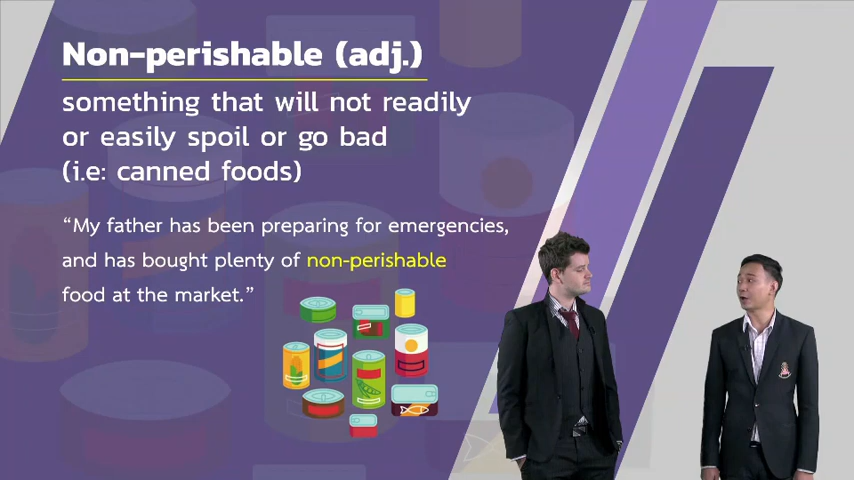 Non-perishable (adj.)
something that will not readily
or easily spoil or go bad
(i.e: canned foods)
“My father has been preparing for emergencies,
and has bought plenty of non-perishable
food at the market.”